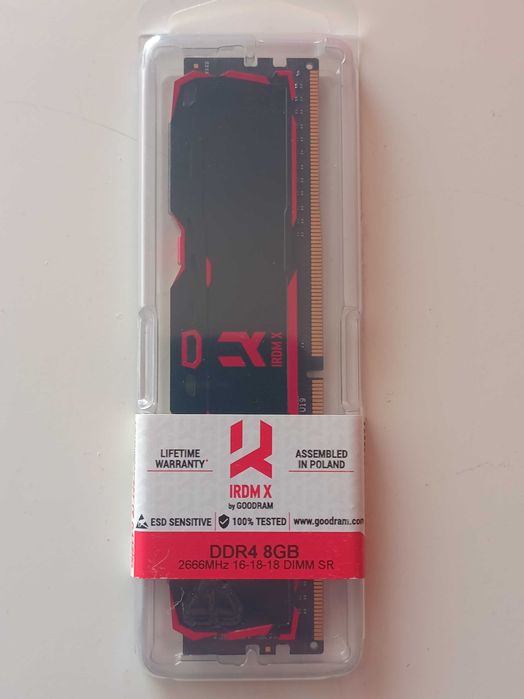 IRDM X
U19
LIFETIME
WARRANTY*
ASSEMBLED
IN POLAND
IRDM X
by GOODRAM
ESD SENSITIVE
100% TESTED
www.goodram.com
DDR4 8GB
2666MHz 16-18-18 DIMM SR